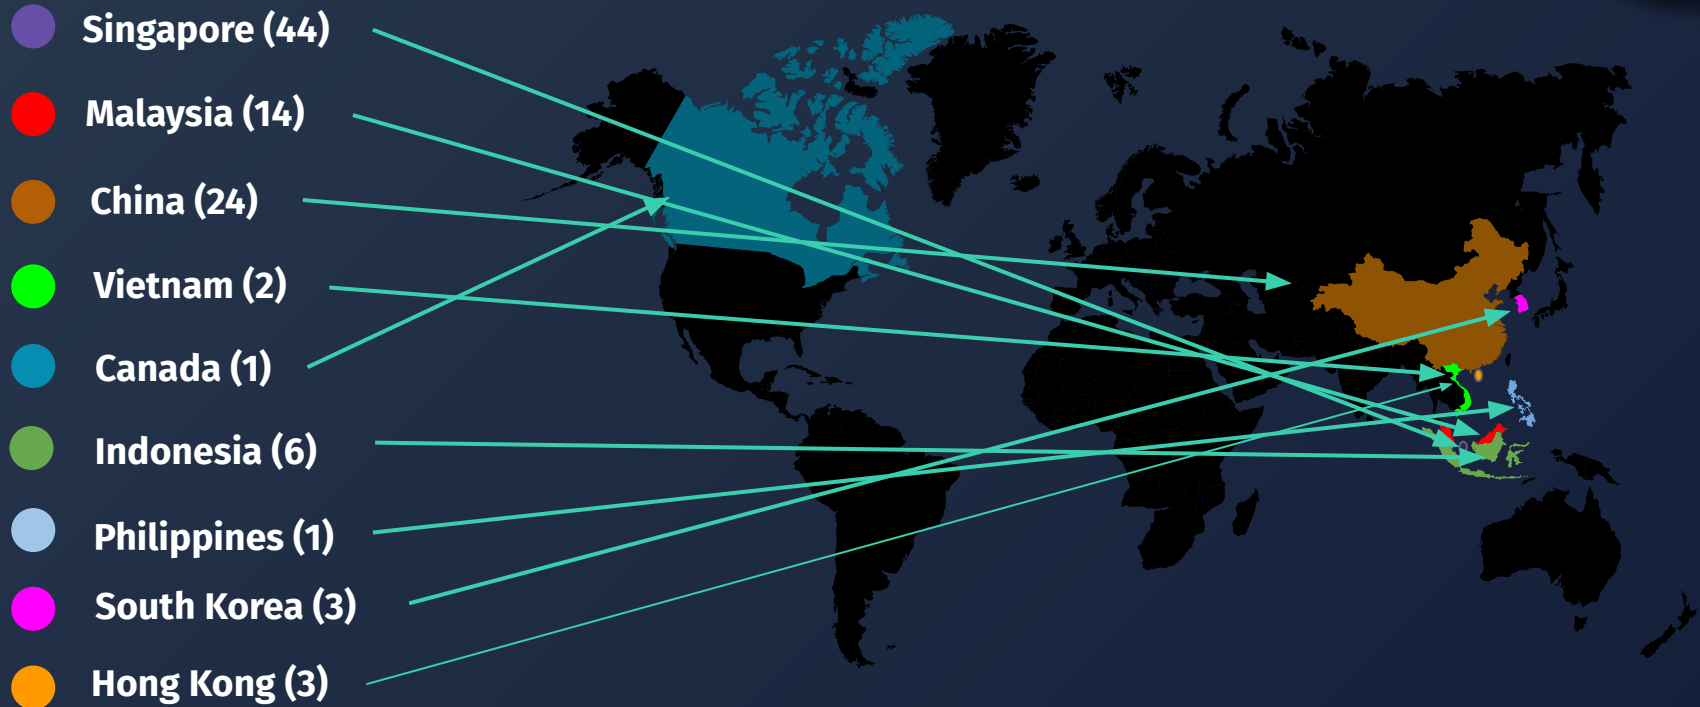 Singapore (44)
Malaysia (14)
China (24)
Vietnam (2)
Canada (1)
Indonesia (6)
Philippines (1)
South Korea (3)
Hong Kong (3)